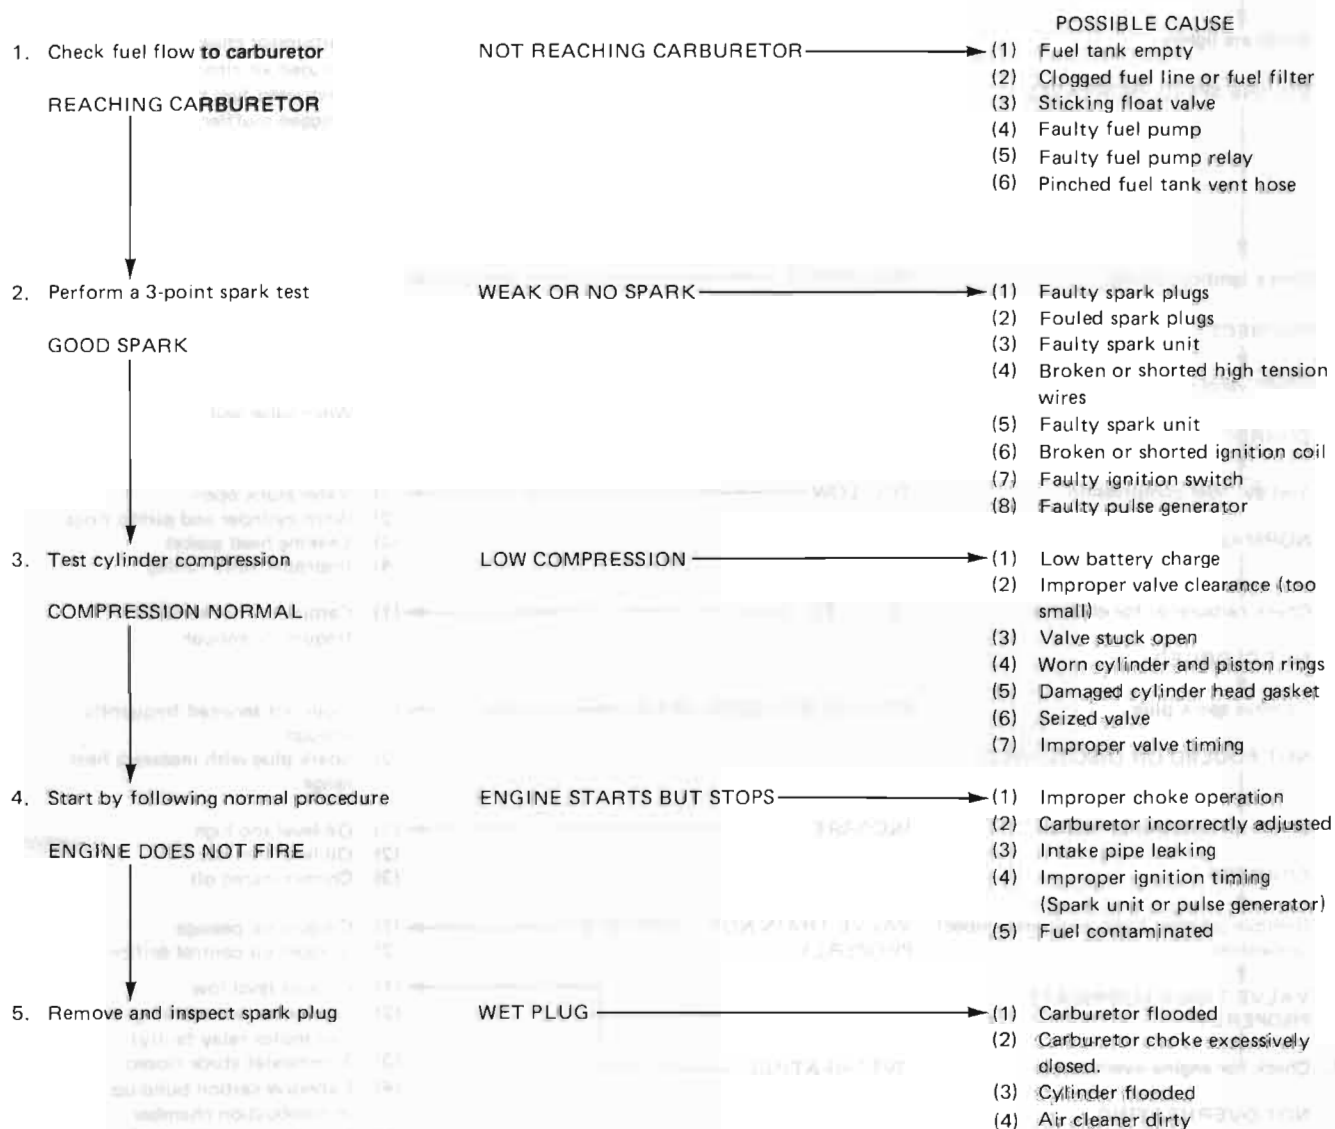 POSSIBLE CAUSE
1. Check fuel flow to carburetor
NOT REACHING CARBURETOR
(1) Fuel tank empty
(2) Clogged fuel line or fuel filter
REACHING CARBURETOR
(3) Sticking float valve
(4) Faulty fuel pump
(5) Faulty fuel pump relay
(6) Pinched fuel tank vent hose
2. Perform a 3-point spark test
WEAK OR NO SPARK
(1) Faulty spark plugs
(2) Fouled spark plugs
GOOD SPARK
(3) Faulty spark unit
(4) Broken or shorted high tension
wires
(5) Faulty spark unit
(6) Broken or shorted ignition coil
(7) Faulty ignition switch
(8) Faulty pulse generator
3. Test cylinder compression
LOW COMPRESSION
(1) Low battery charge
(2) Improper valve clearance (too
small)
COMPRESSION NORMAL
(3) Valve stuck open
(4) Worn cylinder and piston rings
(5) Damaged cylinder head gasket
(6) Seized valve
(7) Improper valve timing
4. Start by following normal procedure
ENGINE STARTS BUT STOPS
(1) Improper choke operation
(2) Carburetor incorrectly adjusted
ENGINE DOES NOT FIRE
(3) Intake pipe leaking
(4) Improper ignition timing
(Spark unit or pulse generator)
(5) Fuel contaminated
5. Remove and inspect spark plug
WET PLUG
(1) Carburetor flooded
(2) Carburetor choke excessively
closed.
(3) Cylinder flooded
(4) Air cleaner dirty